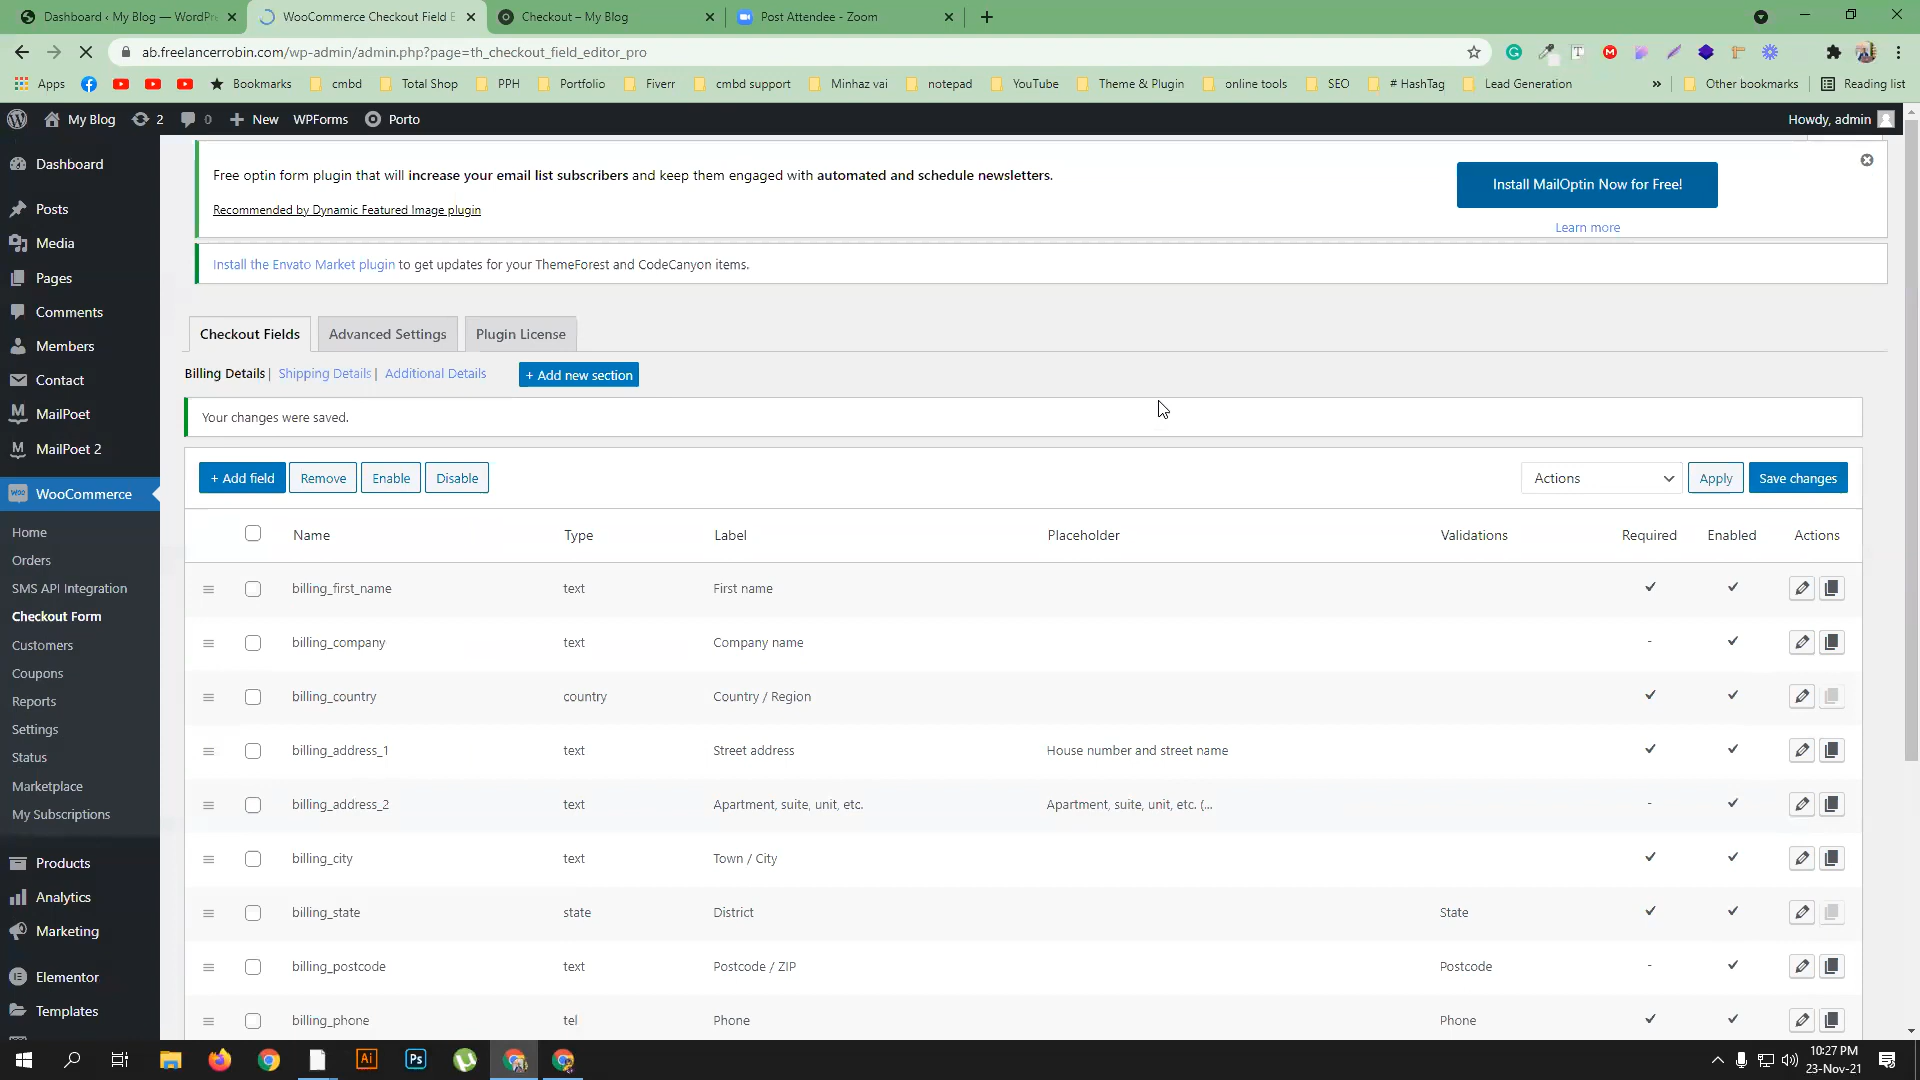 Dashboard ‹ My Blog — WordPr
WooCommerce Checkout Field E
Checkout – My Blog
Post Attendee - Zoom
ab.freelancerrobin.com/wp-admin/admin.php?page=th_checkout_field_editor_pro
Apps
Bookmarks
cmbd
Total Shop
PPH
Portfolio
Fiverr
cmbd support
Minhaz vai
notepad
YouTube
Theme & Plugin
online tools
SEO
# HashTag
Lead Generation
»
Other bookmarks
Reading list
My Blog
2
0
New
WPForms
Porto
Howdy, admin
Dashboard
Posts
Media
Pages
Comments
Members
Contact
MailPoet
MailPoet 2
WooCommerce
Home
Orders
SMS API Integration
Checkout Form
Customers
Coupons
Reports
Settings
Status
Marketplace
My Subscriptions
Products
Analytics
Marketing
Elementor
Templates
Free optin form plugin that will increase your email list subscribers and keep them engaged with automated and schedule newsletters.
Recommended by Dynamic Featured Image plugin
Install MailOptin Now for Free!
Learn more
Install the Envato Market plugin to get updates for your ThemeForest and CodeCanyon items.
Checkout Fields
Advanced Settings
Plugin License
Billing Details | Shipping Details | Additional Details
+ Add new section
Your changes were saved.
+ Add field
Remove
Enable
Disable
Actions
Apply
Save changes
Name Type Label Placeholder Validations Required Enabled Actions
billing_first_name text First name
billing_company text Company name -
billing_country country Country / Region
billing_address_1 text Street address House number and street name
billing_address_2 text Apartment, suite, unit, etc. Apartment, suite, unit, etc. (... -
billing_city text Town / City
billing_state state District State
billing_postcode text Postcode / ZIP Postcode -
billing_phone tel Phone Phone
10:27 PM
23-Nov-21